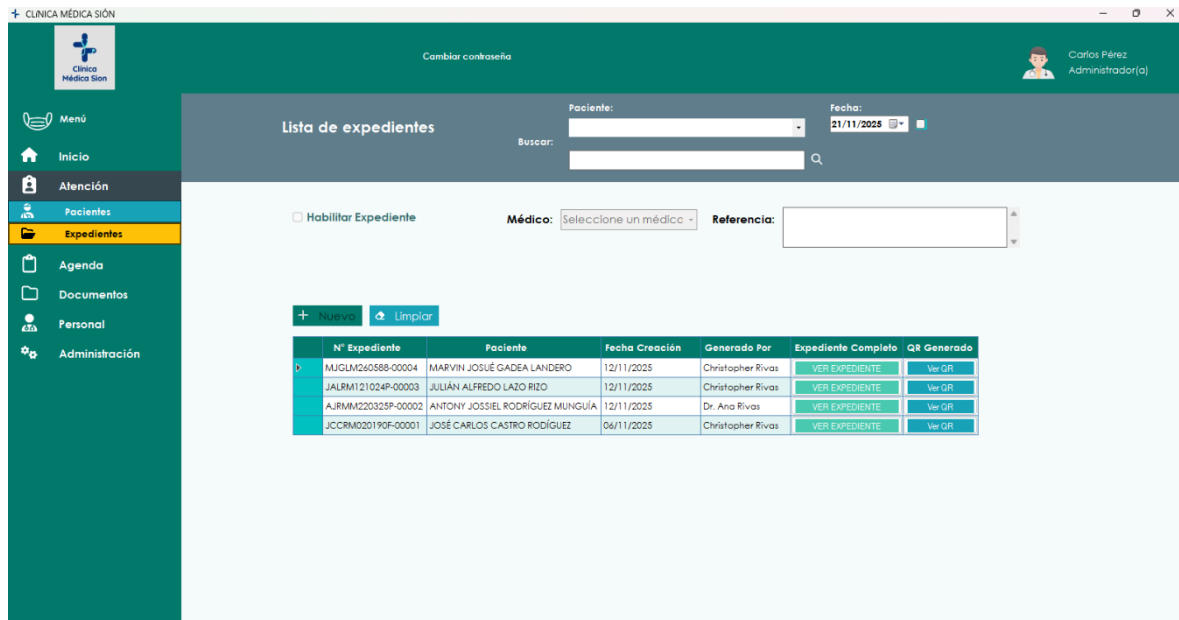 CLíNICA MÉDICA SIÓN
Clínica
Médica Sion
Cambiar contraseña
Carlos Pérez
Administrador(a)
Menú
Inicio
Atención
Pacientes
Expedientes
Agenda
Documentos
Personal
Administración
Lista de expedientes
Paciente:
Fecha:
21/11/2025
Buscar:
Habilitar Expediente
Médico:
Seleccione un médico
Referencia:
Nuevo
Limpiar
N° Expediente Paciente Fecha Creación Generado Por Expediente Completo QR Generado
MJGLM260588-00004 MARVIN JOSUÉ GADEA LANDERO 12/11/2025 Christopher Rivas VER EXPEDIENTE Ver QR
JALRM121024P-00003 JULIÁN ALFREDO LAZO RIZO 12/11/2025 Christopher Rivas VER EXPEDIENTE Ver QR
AJRMM220325P-00002 ANTONY JOSSIEL RODRÍGUEZ MUNGUÍA 12/11/2025 Dr. Ana Rivas VER EXPEDIENTE Ver QR
JCCRM020190F-00001 JOSÉ CARLOS CASTRO RODÍGUEZ 06/11/2025 Christopher Rivas VER EXPEDIENTE Ver QR